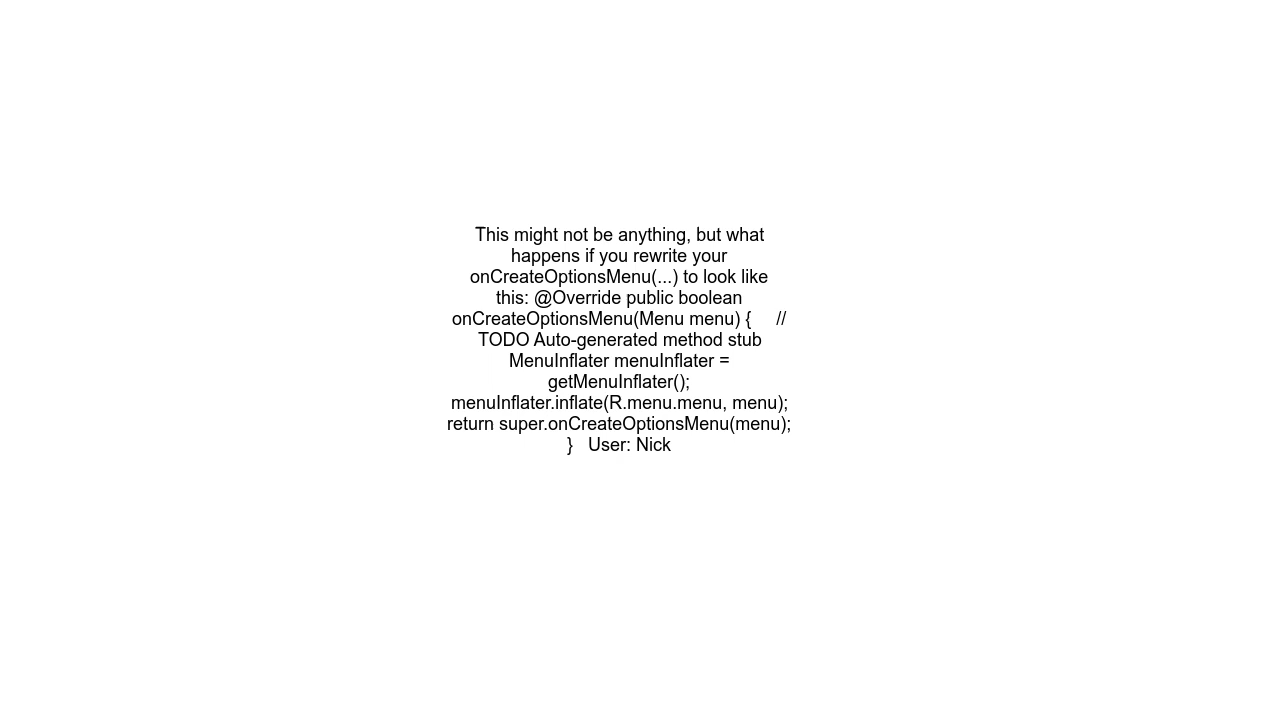 This might not be anything, but what
happens if you rewrite your
onCreateOptionsMenu(...) to look like
this: @Override public boolean
onCreateOptionsMenu(Menu menu) {     //
TODO Auto-generated method stub
MenuInflater menuInflater =
getMenuInflater();
menuInflater.inflate(R.menu.menu, menu);
return super.onCreateOptionsMenu(menu);
}   User: Nick